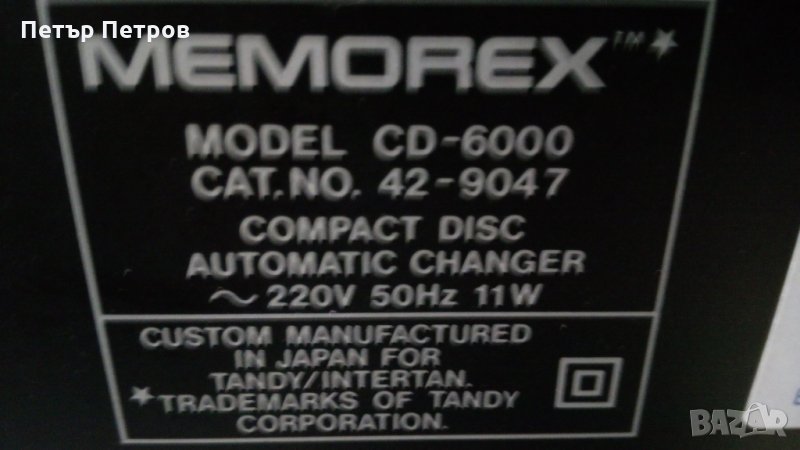 Петър Петров
MEMOREX™*
MODEL CD-6000
CAT. NO. 42-9047
COMPACT DISC
AUTOMATIC CHANGER
~ 220V 50Hz 11W
CUSTOM MANUFACTURED
IN JAPAN FOR
TANDY/INTERTAN.
*TRADEMARKS OF TANDY
CORPORATION.
BAZAR